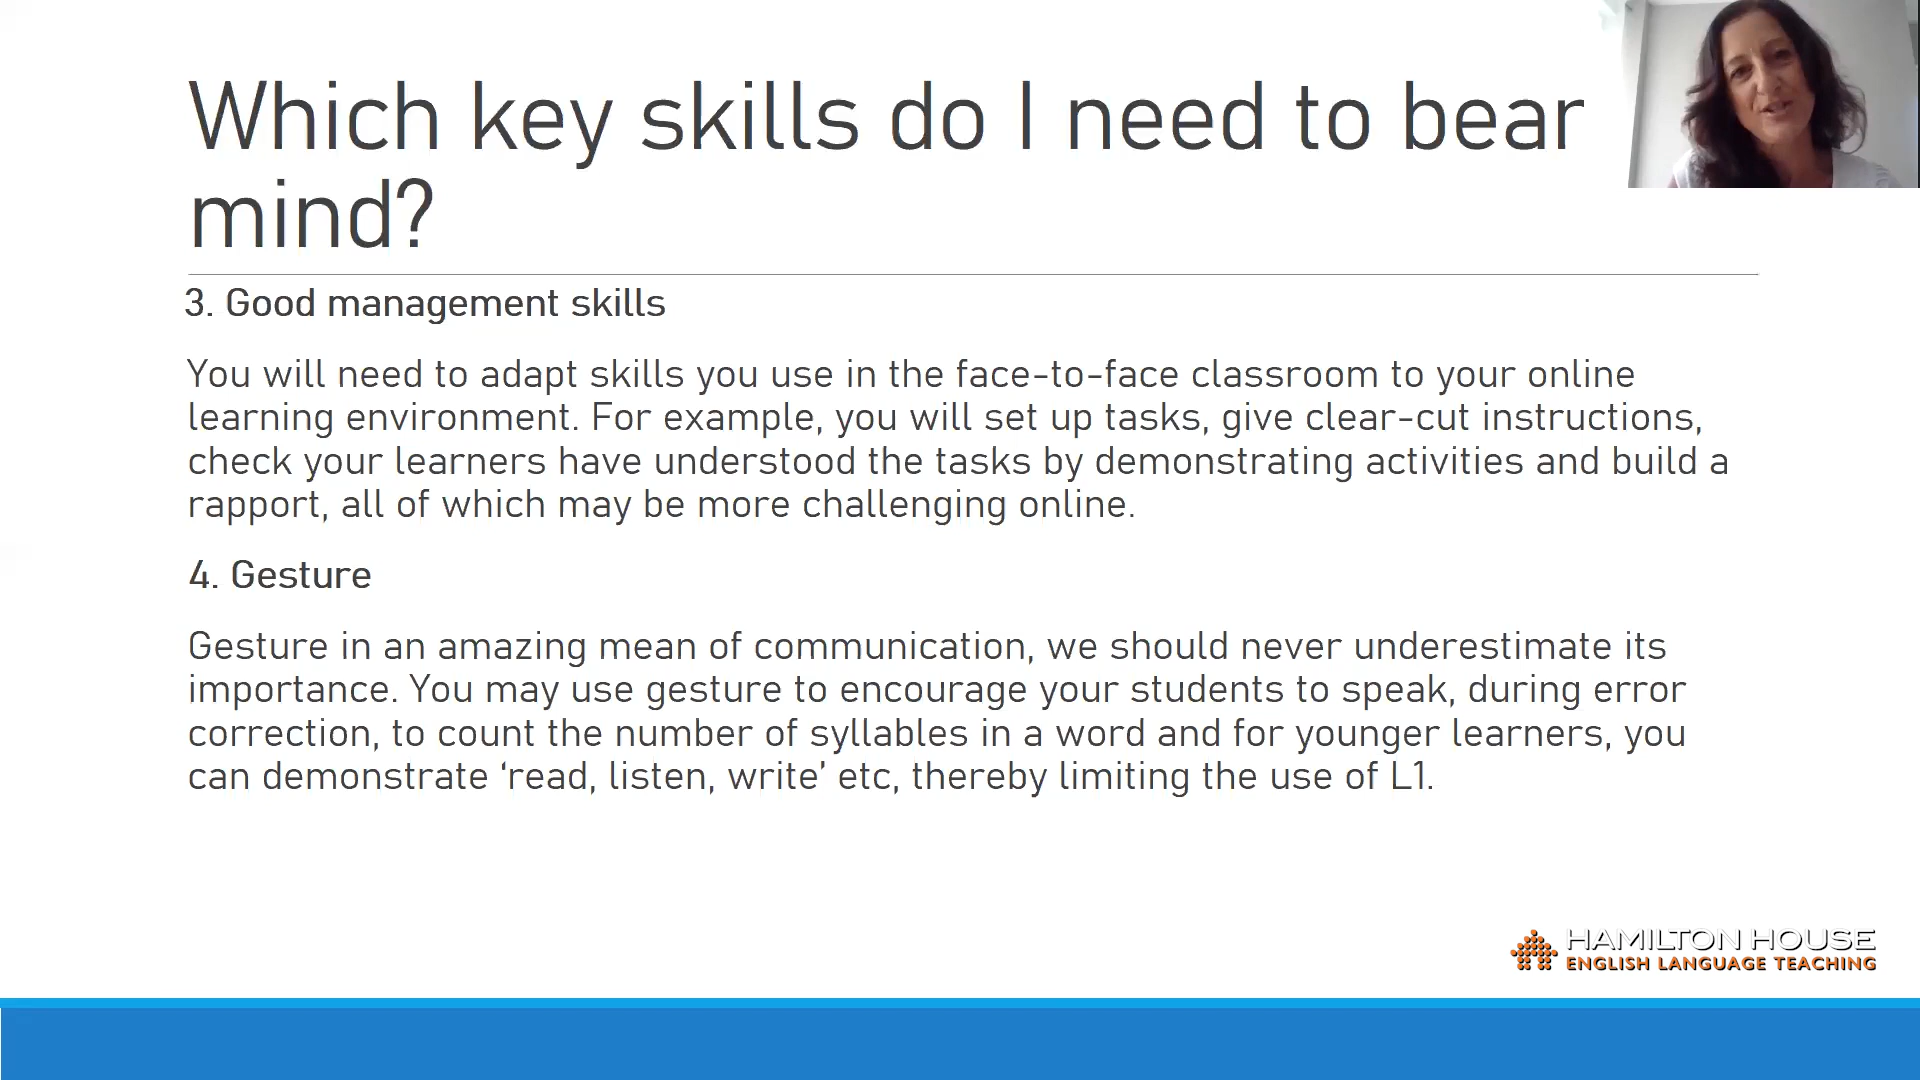 Which key skills do I need to bear
mind?
3. Good management skills
You will need to adapt skills you use in the face-to-face classroom to your online
learning environment. For example, you will set up tasks, give clear-cut instructions,
check your learners have understood the tasks by demonstrating activities and build a
rapport, all of which may be more challenging online.
4. Gesture
Gesture in an amazing mean of communication, we should never underestimate its
importance. You may use gesture to encourage your students to speak, during error
correction, to count the number of syllables in a word and for younger learners, you
can demonstrate ‘read, listen, write’ etc, thereby limiting the use of L1.
HAMILTON HOUSE
ENGLISH LANGUAGE TEACHING